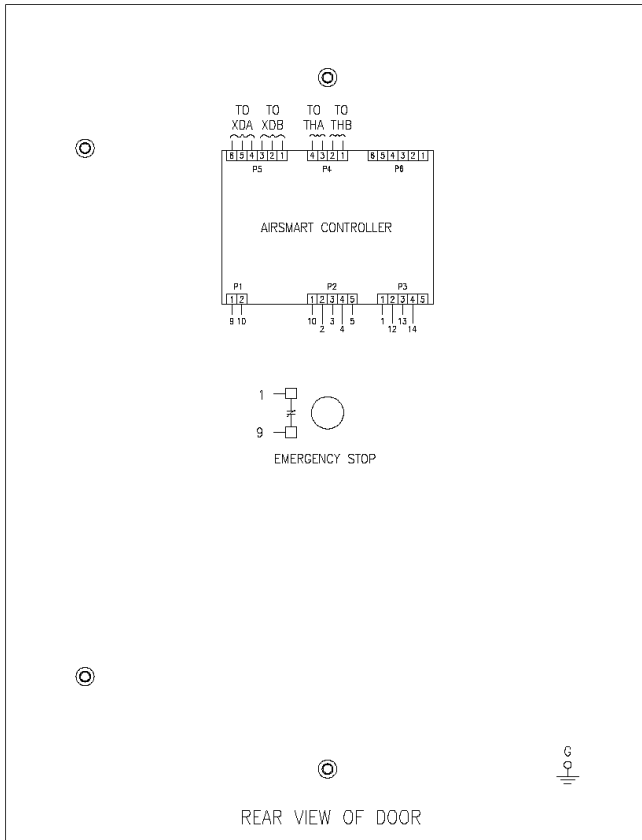 TO TO TO TO
XDA XDB THA THB
6 5 4 3 2 1 4 3 2 1 6 5 4 3 2 1
P5 P4 P6
AIRSMART CONTROLLER
P1 P2 P3
1 2 1 2 3 4 5 1 2 3 4 5
9 10 10 3 5 1 13
2 4 12 14
1
9
EMERGENCY STOP
G
REAR VIEW OF DOOR